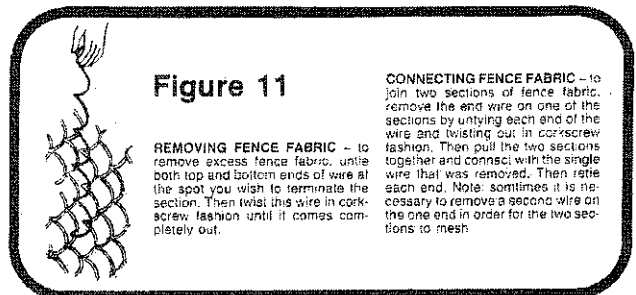 Figure 11
REMOVING FENCE FABRIC – to
remove excess fence fabric, untie
both top and bottom ends of wire at
the spot you wish to terminate the
section. Then twist this wire in cork-
screw fashion until it comes com-
pletely out.
CONNECTING FENCE FABRIC – to
join two sections of fence fabric,
remove the end wire on one of the
sections by untying each end of the
wire and twisting out in corkscrew
fashion. Then pull the two sections
together and connect with the single
wire that was removed. Then retie
each end. Note: somtimes it is ne-
cessary to remove a second wire on
the one end in order for the two sec-
tions to mesh